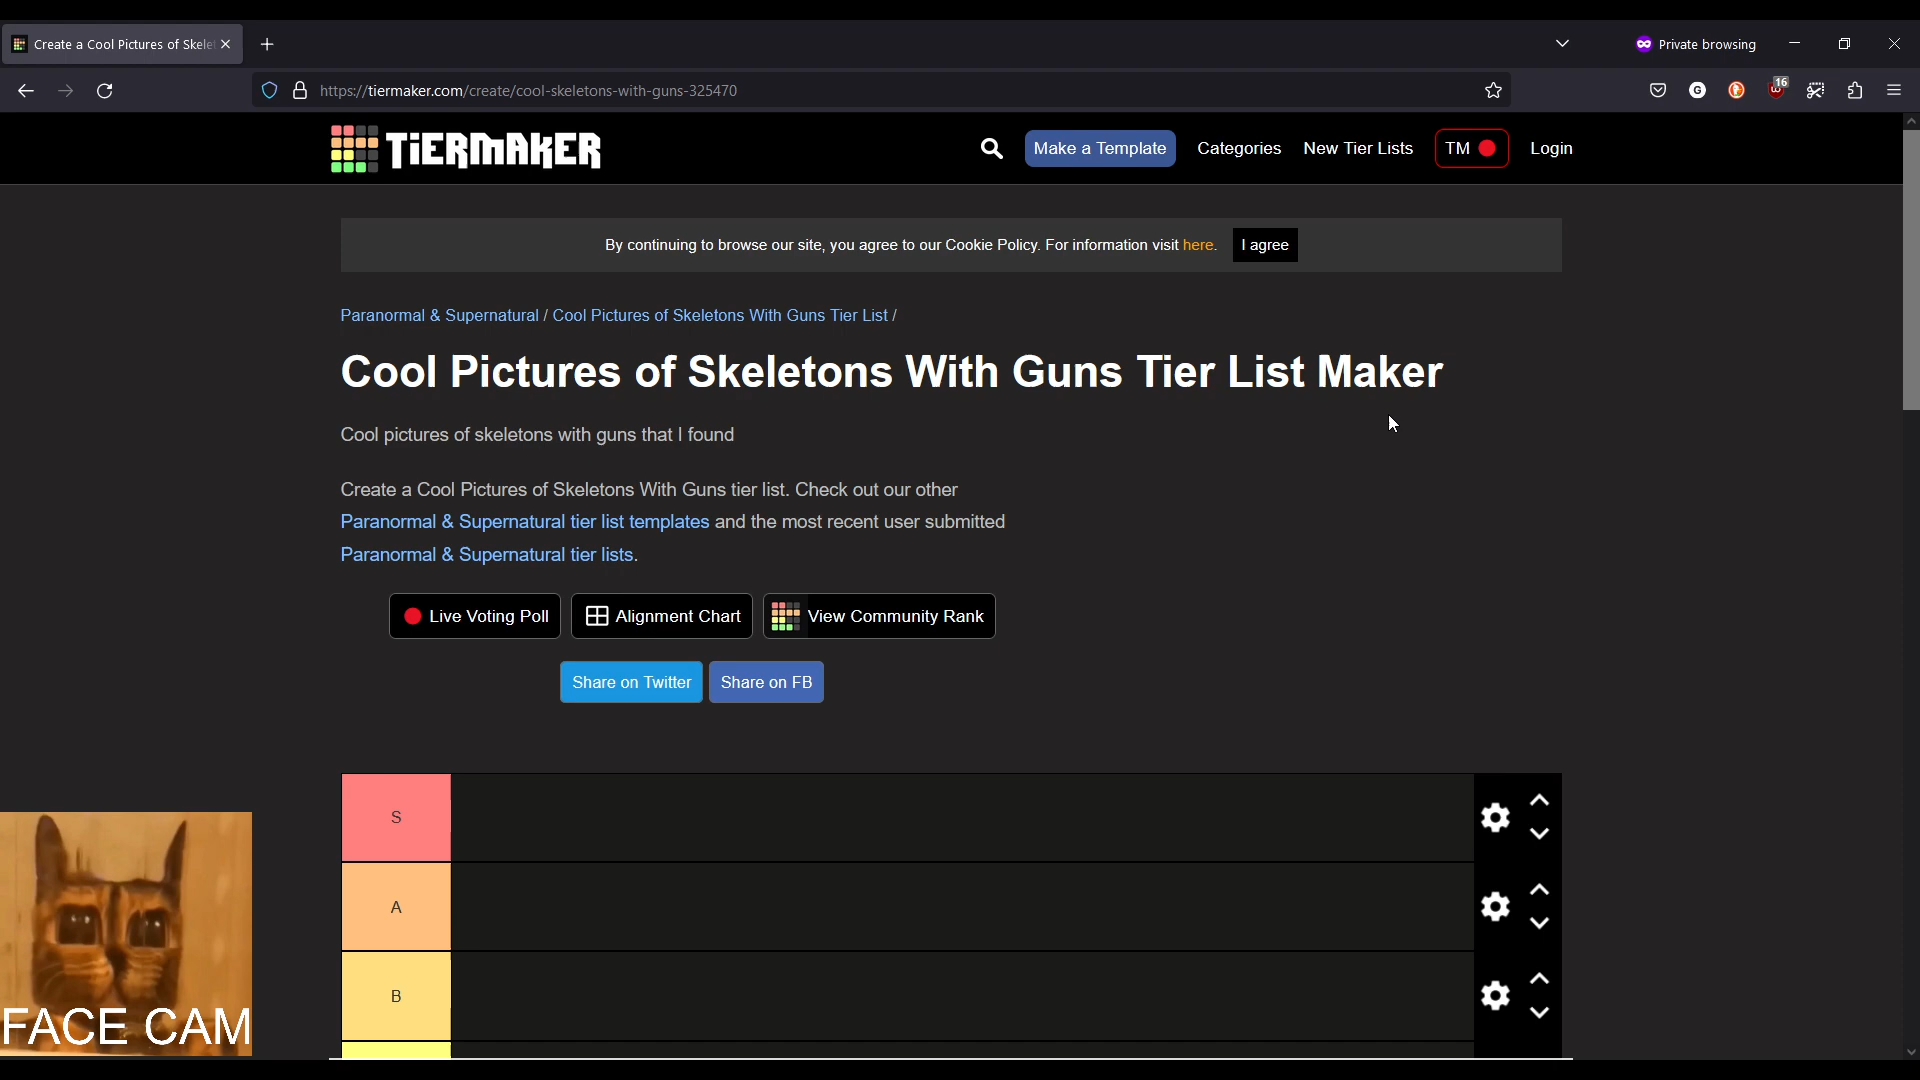 Create a Cool Pictures of Skele
Private browsing
https://tiermaker.com/create/cool-skeletons-with-guns-325470
G
16
TiERMAKER
Make a Template
Categories
New Tier Lists
TM
Login
By continuing to browse our site, you agree to our Cookie Policy. For information visit here.
I agree
Paranormal & Supernatural / Cool Pictures of Skeletons With Guns Tier List /
Cool Pictures of Skeletons With Guns Tier List Maker
Cool pictures of skeletons with guns that I found
Create a Cool Pictures of Skeletons With Guns tier list. Check out our other
Paranormal & Supernatural tier list templates and the most recent user submitted
Paranormal & Supernatural tier lists.
Live Voting Poll
Alignment Chart
View Community Rank
Share on Twitter
Share on FB
S
A
B
FACE CAM